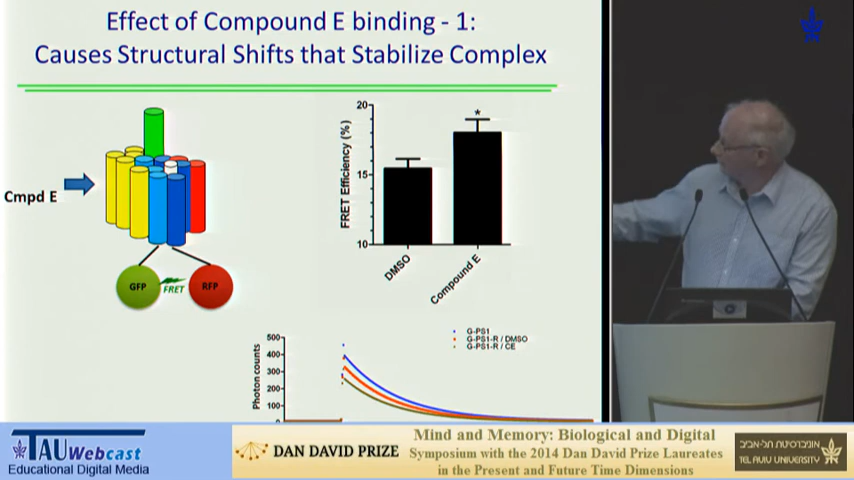 Effect of Compound E binding - 1:
Causes Structural Shifts that Stabilize Complex
Cmpd E
GFP
FRET
RFP
20
15
10
FRET Efficiency (%)
*
DMSO
Compound E
500
400
300
200
100
Photon counts
G-PS1
G-PS1-R / DMSO
G-PS1-R / CE
TAU Webcast
Educational Digital Media
DAN DAVID PRIZE
Mind and Memory: Biological and Digital
Symposium with the 2014 Dan David Prize Laureates
in the Present and Future Time Dimensions
אוניברסיטת תל-אביב
TEL AVIV UNIVERSITY